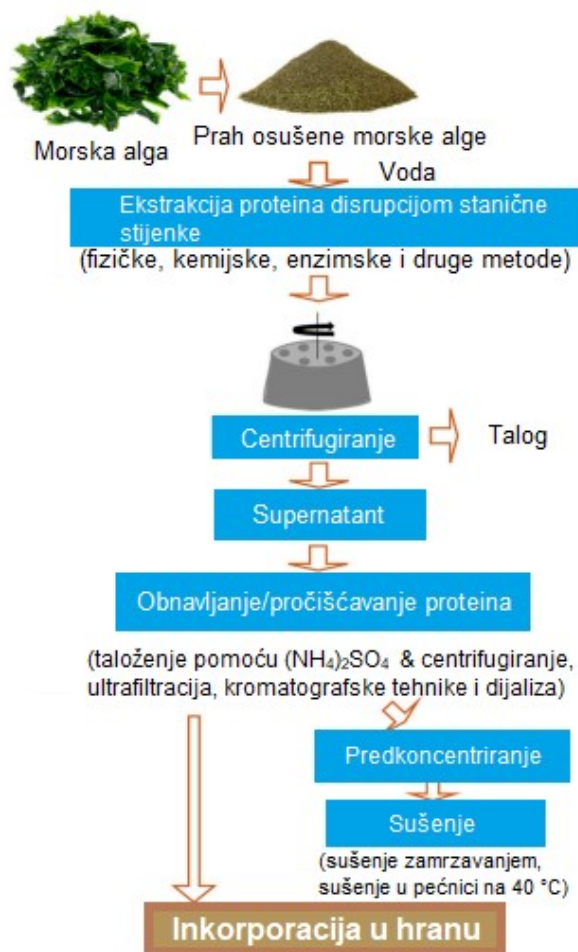 Morska alga
Prah osušene morske alge
Voda
Ekstrakcija proteina disrupcijom stanične
stijenke
(fizičke, kemijske, enzimske i druge metode)
Centrifugiranje
Talog
Supernatant
Obnavljanje/pročišćavanje proteina
(taloženje pomoću (NH₄)₂SO₄ & centrifugiranje,
ultrafiltracija, kromatografske tehnike i dijaliza)
Predkoncentriranje
Sušenje
(sušenje zamrzavanjem,
sušenje u pećnici na 40 °C)
Inkorporacija u hranu